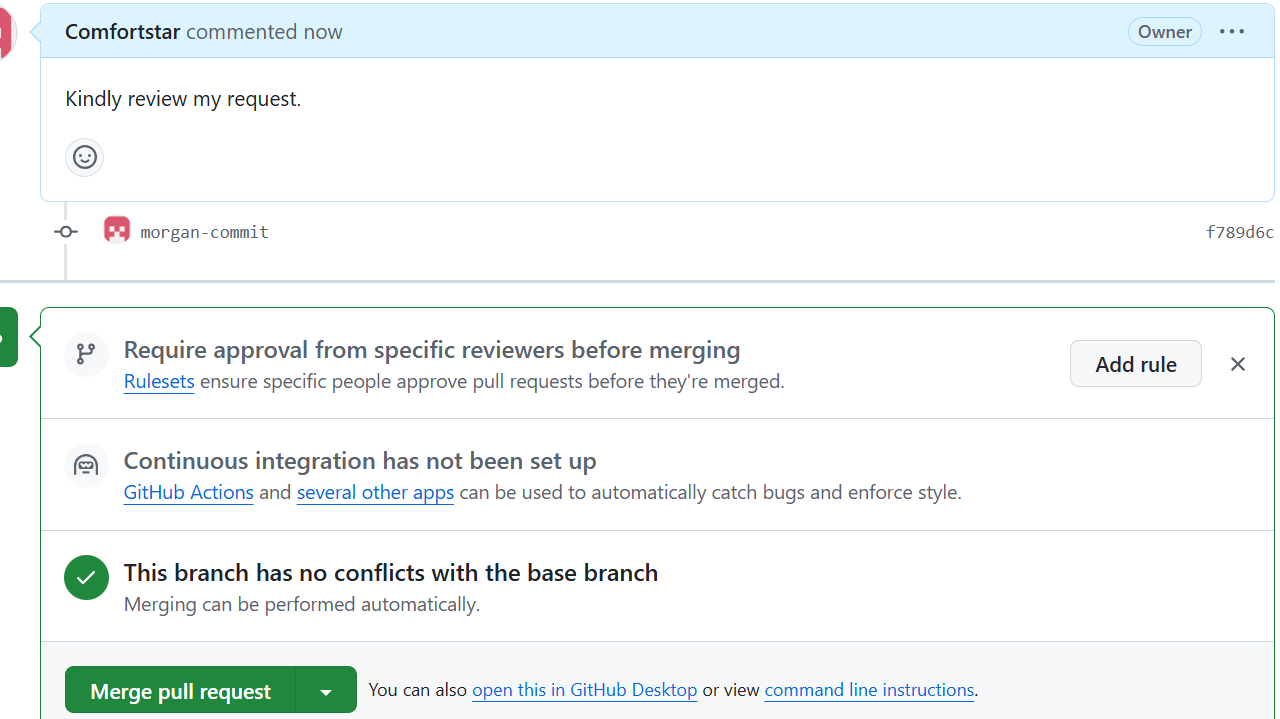 Comfortstar commented now Owner
Kindly review my request.
morgan-commit f789d6c
Require approval from specific reviewers before merging
Rulesets ensure specific people approve pull requests before they're merged.
Add rule
Continuous integration has not been set up
GitHub Actions and several other apps can be used to automatically catch bugs and enforce style.
This branch has no conflicts with the base branch
Merging can be performed automatically.
Merge pull request You can also open this in GitHub Desktop or view command line instructions.